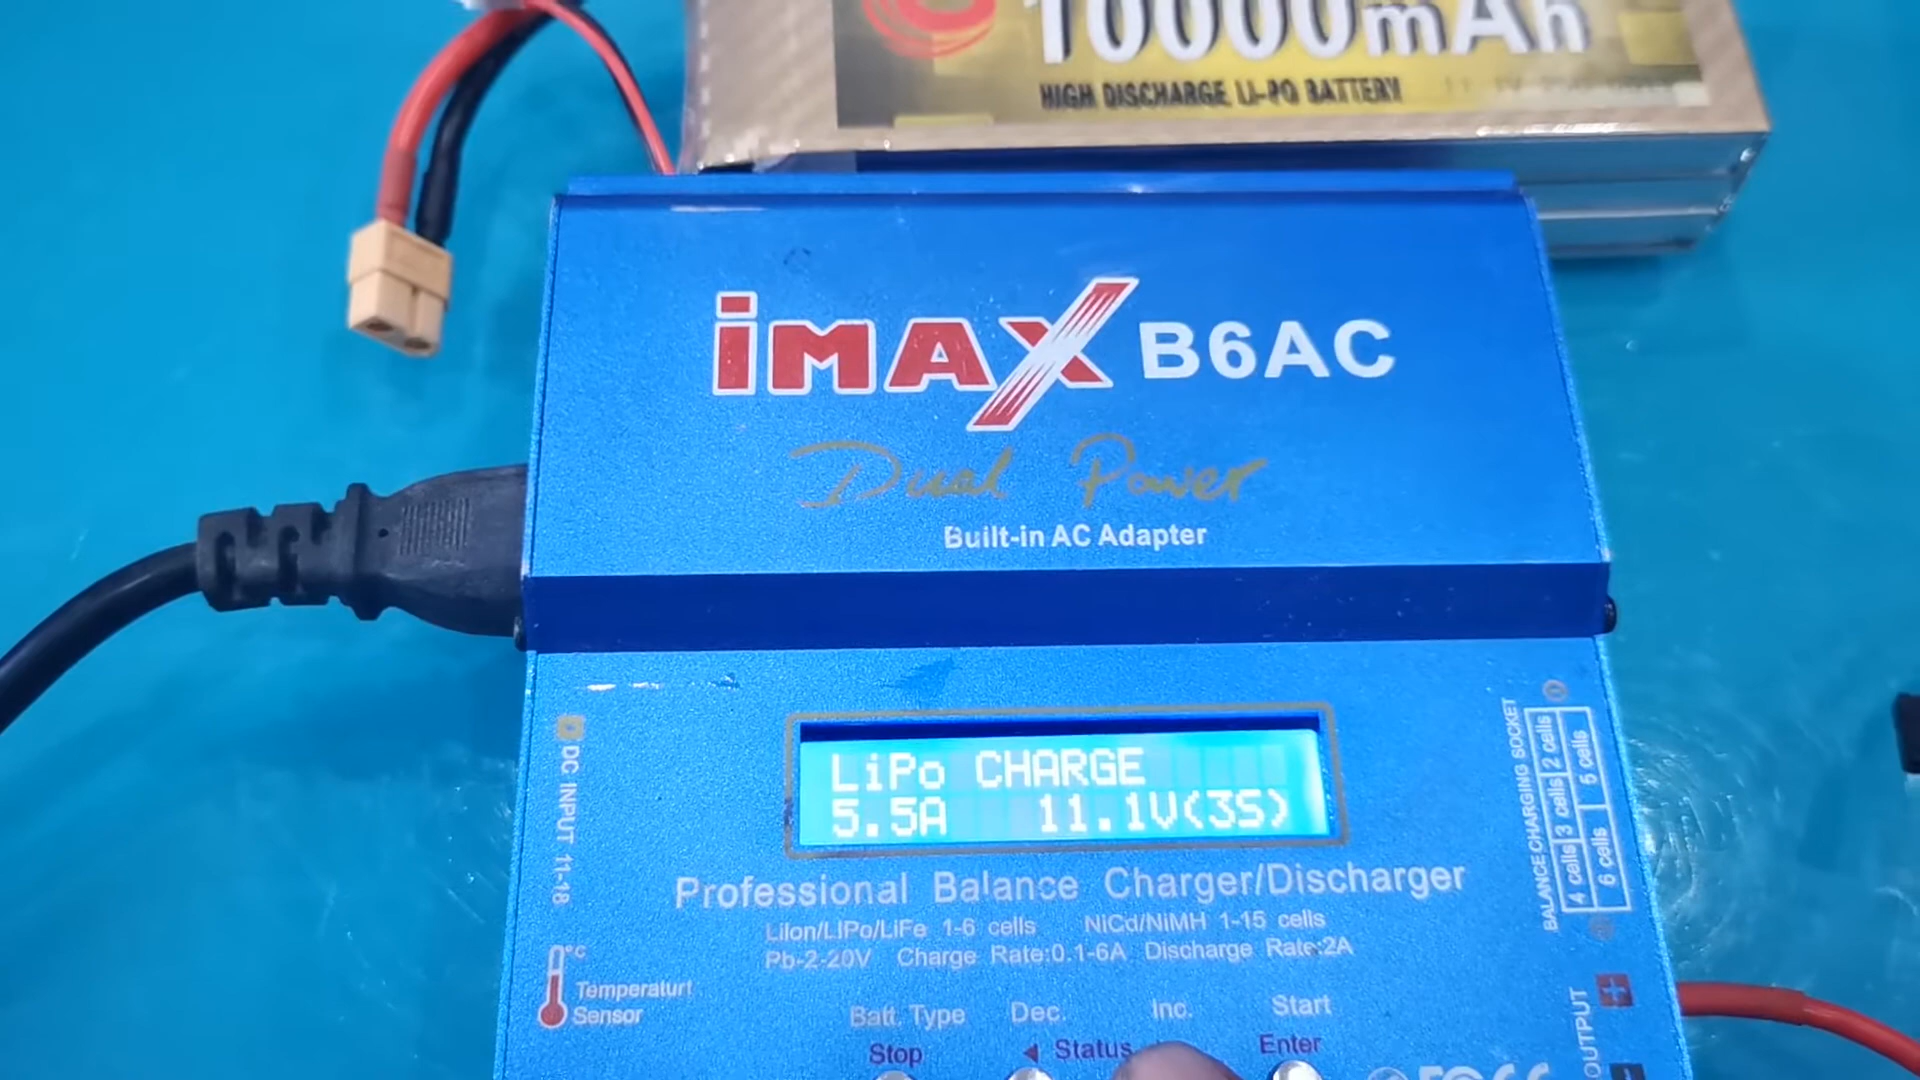 10000mAh
HIGH DISCHARGE LI-PO BATTERY
iMAX B6AC
Dual Power
Built-in AC Adapter
DC INPUT 11-18
LiPo CHARGE
5.5A 11.1V(3S)
BALANCE CHARGING SOCKET
4 cells 3 cells 2 cells
6 cells 5 cells
Professional Balance Charger/Discharger
LiIon/LiPo/LiFe 1-6 cells NiCd/NiMH 1-15 cells
Pb-2-20V Charge Rate:0.1-6A Discharge Rate:2A
°C
Temperaturt
Sensor
Batt. Type Dec. Inc. Start
Stop ◄ Status Enter
OUTPUT
+
-